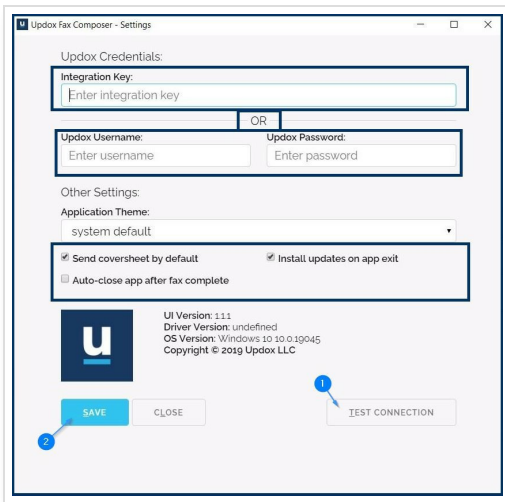 Updox Fax Composer - Settings
Updox Credentials:
Integration Key:
Enter integration key
OR
Updox Username: Updox Password:
Enter username Enter password
Other Settings:
Application Theme:
system default
Send coversheet by default Install updates on app exit
Auto-close app after fax complete
u
UI Version: 1.1.1
Driver Version: undefined
OS Version: Windows 10 10.0.19045
Copyright © 2019 Updox LLC
1
SAVE CLOSE TEST CONNECTION
2